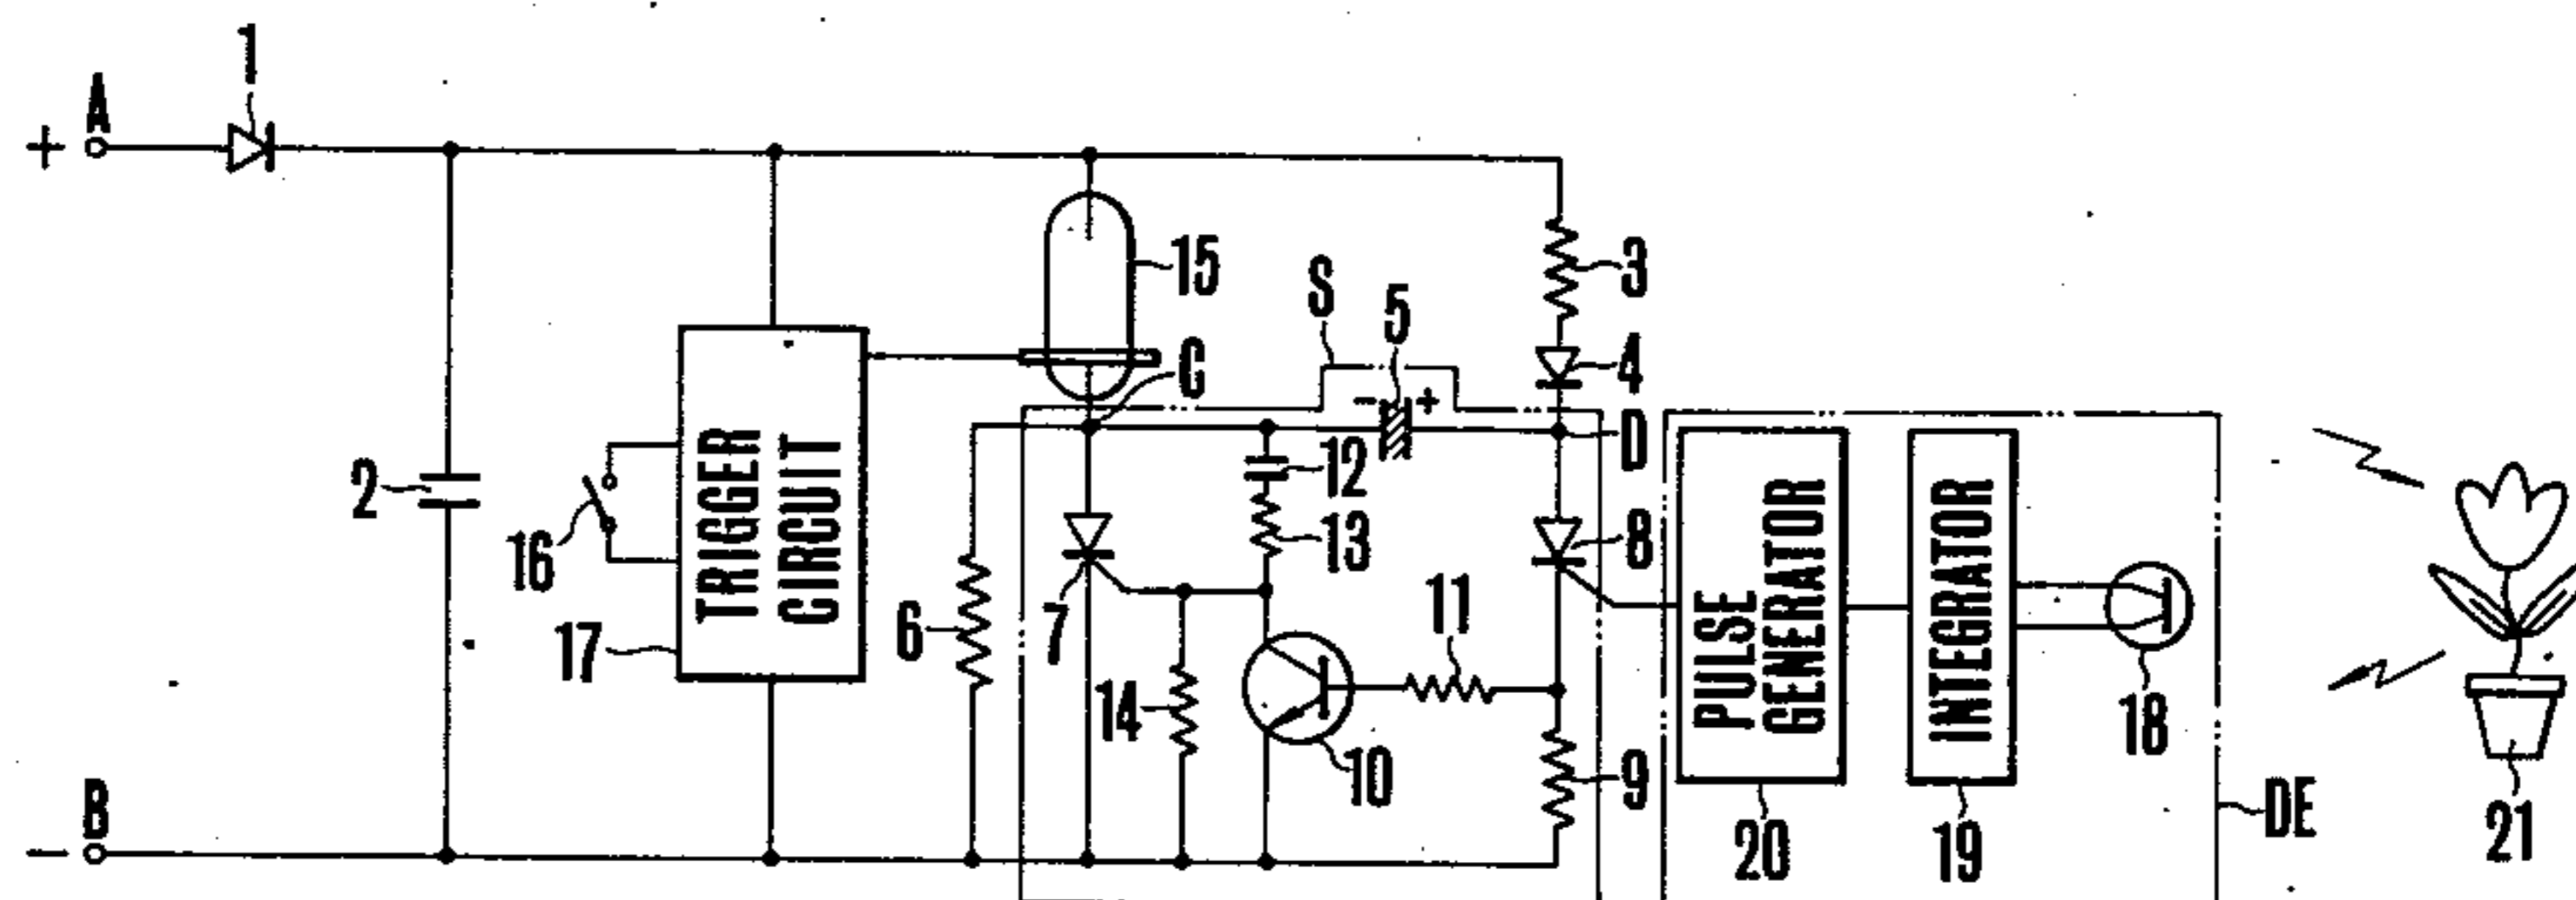 1
+ A
15
3
S
5
4
C
- +
D
2
12
16
TRIGGER
CIRCUIT
13
8
17
6
7
11
14
10
9
PULSE
GENERATOR
INTEGRATOR
18
20
19
DE
21
- B